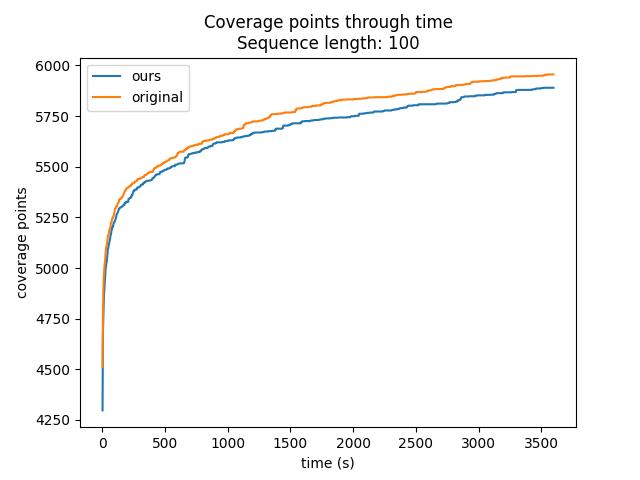 Coverage points through time
Sequence length: 100
ours
original
6000
5750
5500
5250
5000
4750
4500
4250
coverage points
0 500 1000 1500 2000 2500 3000 3500
time (s)